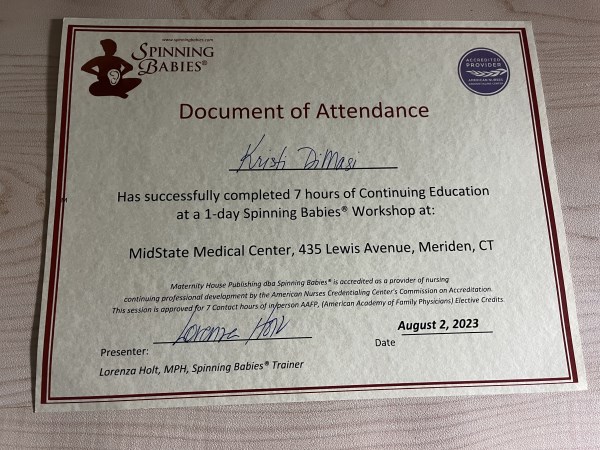 www.spinningbabies.com
SPINNING
BABIES®
ACCREDITED
PROVIDER
AMERICAN NURSES
CREDENTIALING CENTER
Document of Attendance
Kristi DiMasi
Has successfully completed 7 hours of Continuing Education
at a 1-day Spinning Babies® Workshop at:
MidState Medical Center, 435 Lewis Avenue, Meriden, CT
Maternity House Publishing dba Spinning Babies® is accredited as a provider of nursing
continuing professional development by the American Nurses Credentialing Center's Commission on Accreditation.
This session is approved for 7 Contact hours of in/person AAFP, (American Academy of Family Physicians) Elective Credits
Lorenza Holt
August 2, 2023
Presenter:
Date
Lorenza Holt, MPH, Spinning Babies® Trainer